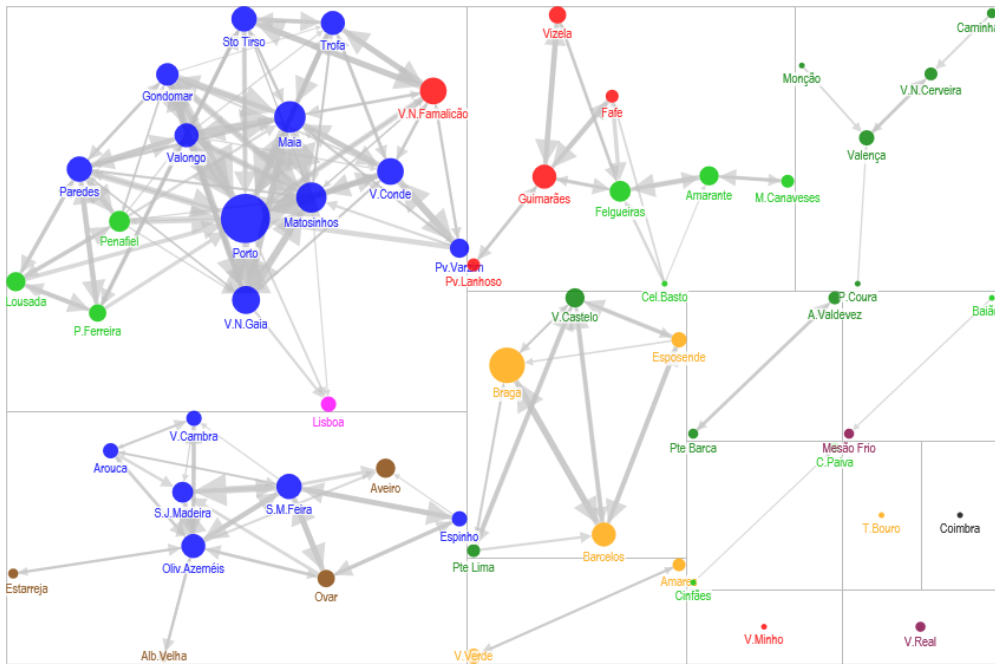 Sto Tirso
Trofa
Gondomar
V.N.Famalicão
Maia
Valongo
Paredes
V.Conde
Matosinhos
Penafiel
Porto
Pv.Varzim
Lousada
P.Ferreira
V.N.Gaia
Lisboa
Vizela
Fafe
Guimarães
Felgueiras
Amarante
M.Canaveses
Pv.Lanhoso
Cel.Basto
Caminha
Monção
V.N.Cerveira
Valença
P.Coura
A.Valdevez
Baião
V.Castelo
Esposende
Braga
Pte Barca
Mesão Frio
C.Paiva
V.Cambra
Arouca
Aveiro
S.J.Madeira
S.M.Feira
Espinho
Oliv.Azeméis
Estarreja
Ovar
Alb.Velha
Barcelos
Pte Lima
Amares
Cinfães
V.Verde
T.Bouro
Coimbra
V.Minho
V.Real